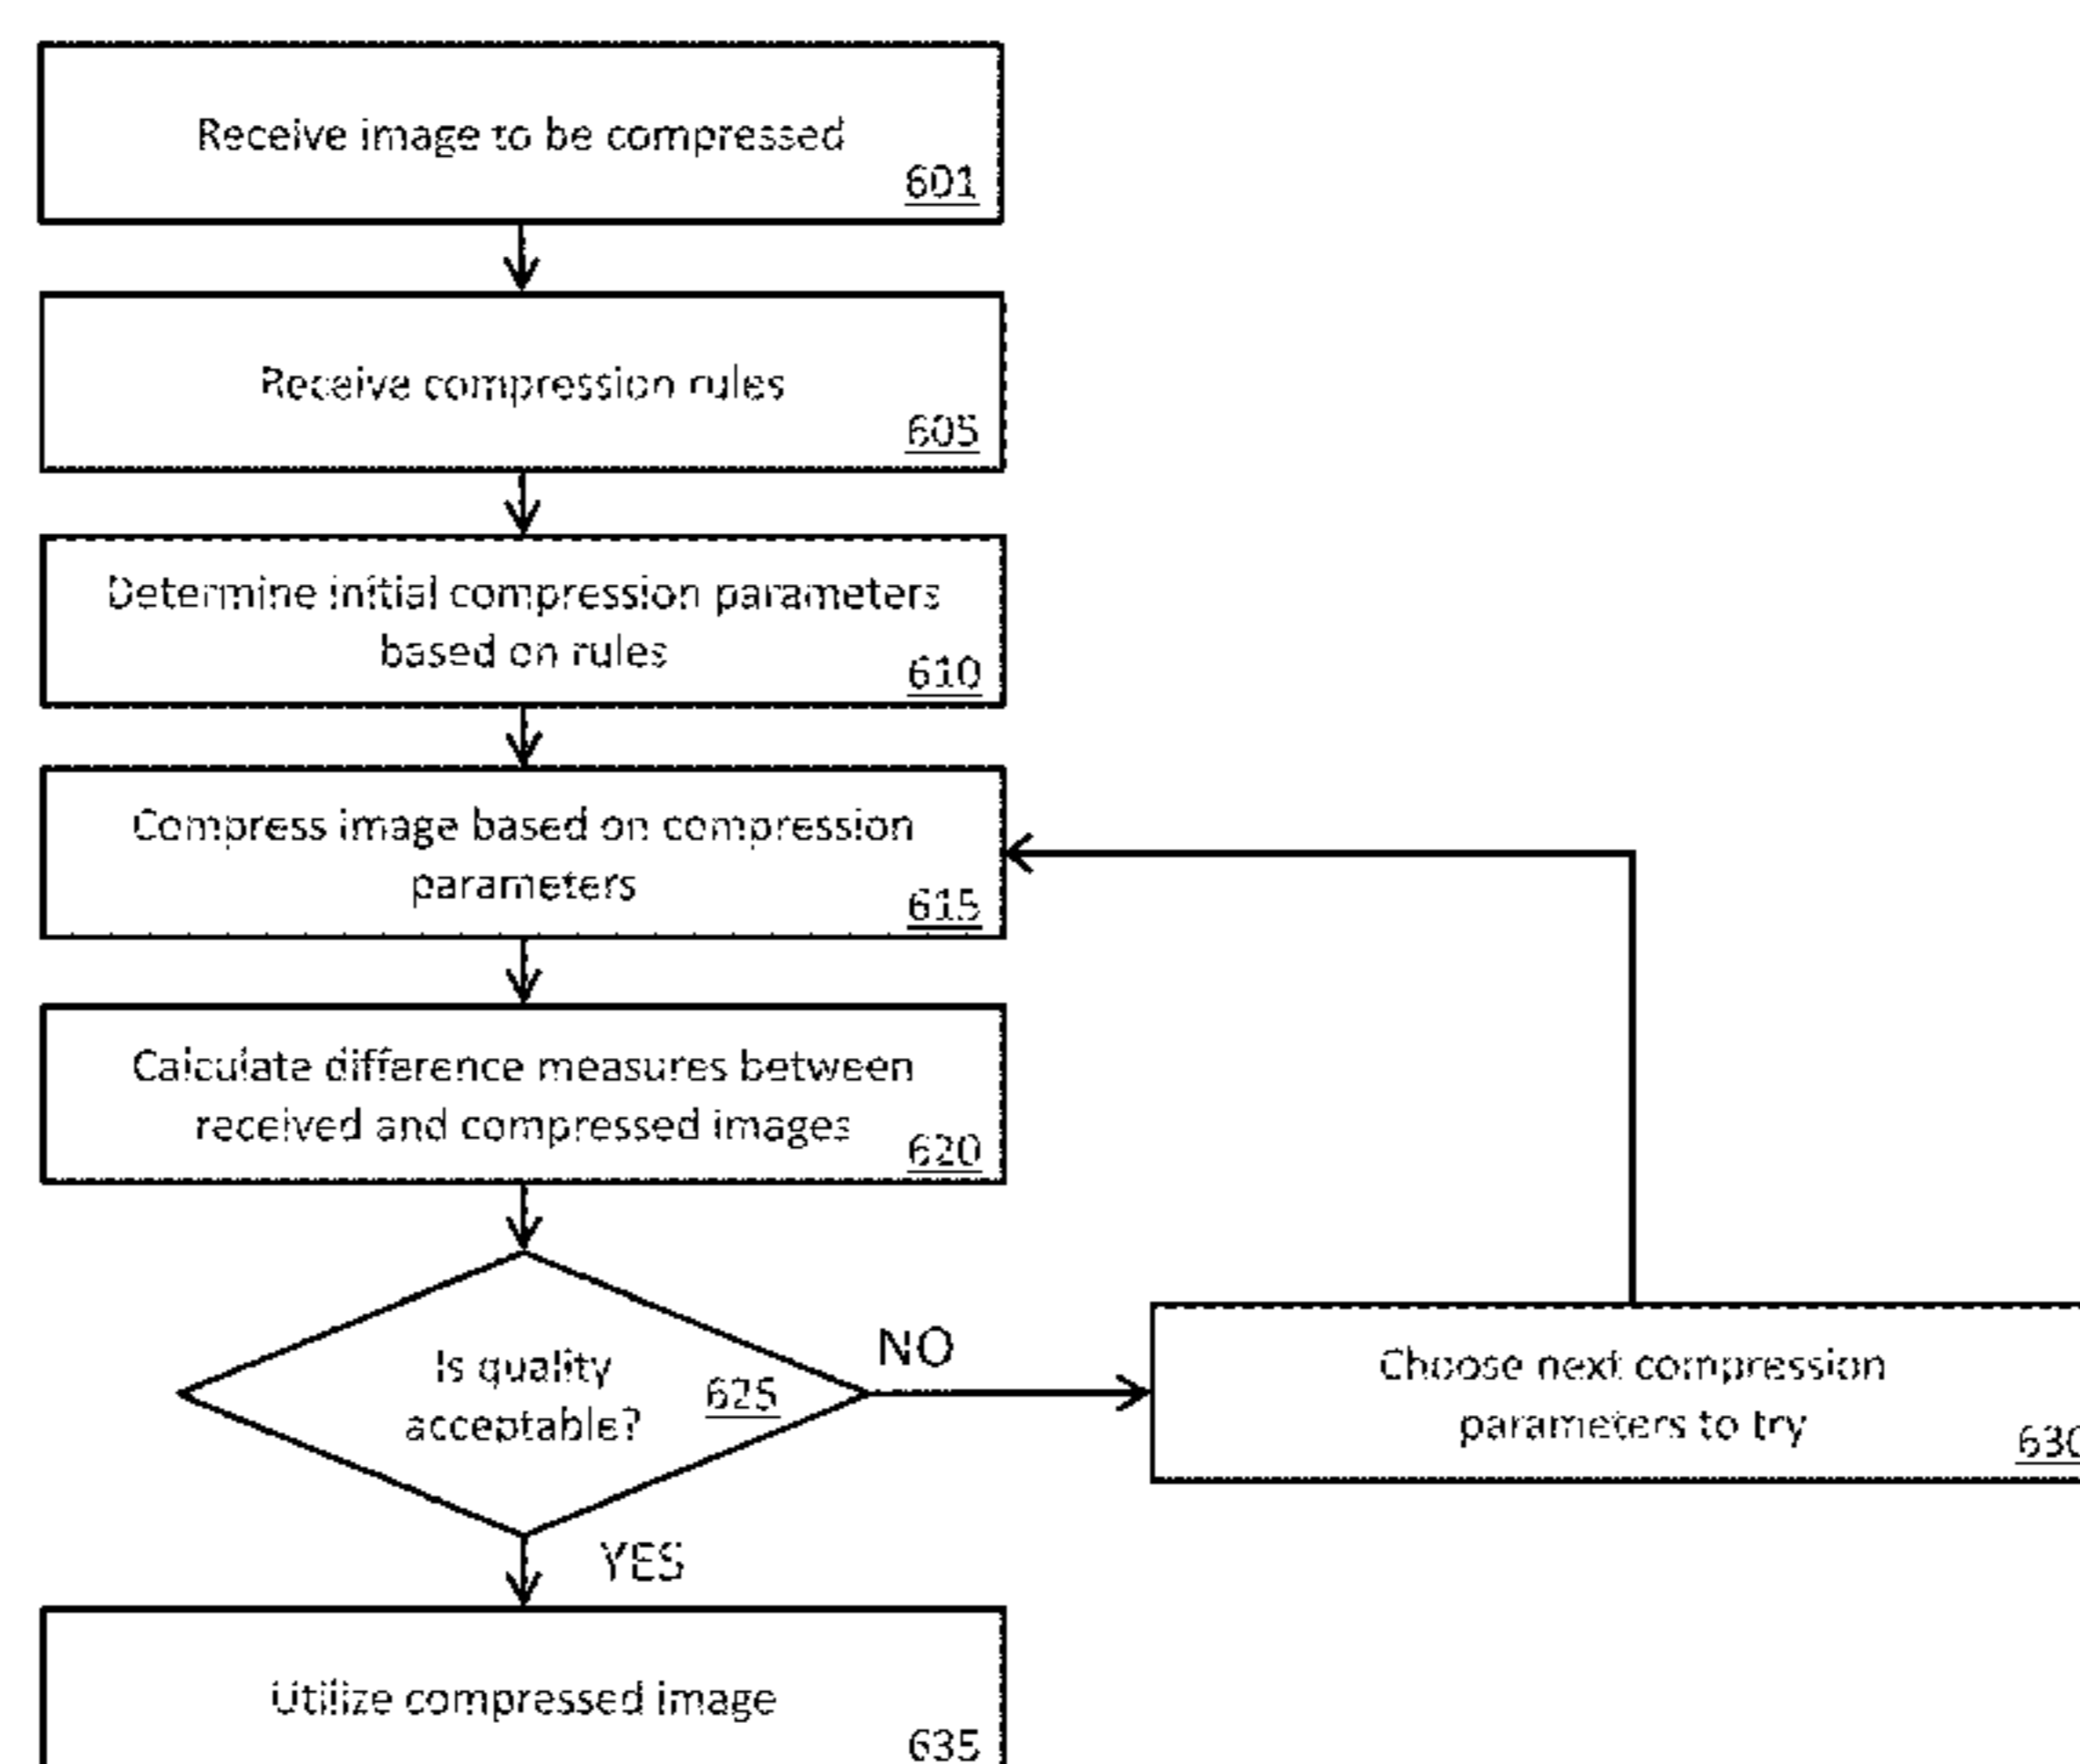 Receive image to be compressed
601
Receive compression rules
605
Determine initial compression parameters
based on rules
610
Compress image based on compression
parameters
615
Calculate difference measures between
received and compressed images
620
Is quality
acceptable?
625
NO
Choose next compression
parameters to try
630
YES
Utilize compressed image
635